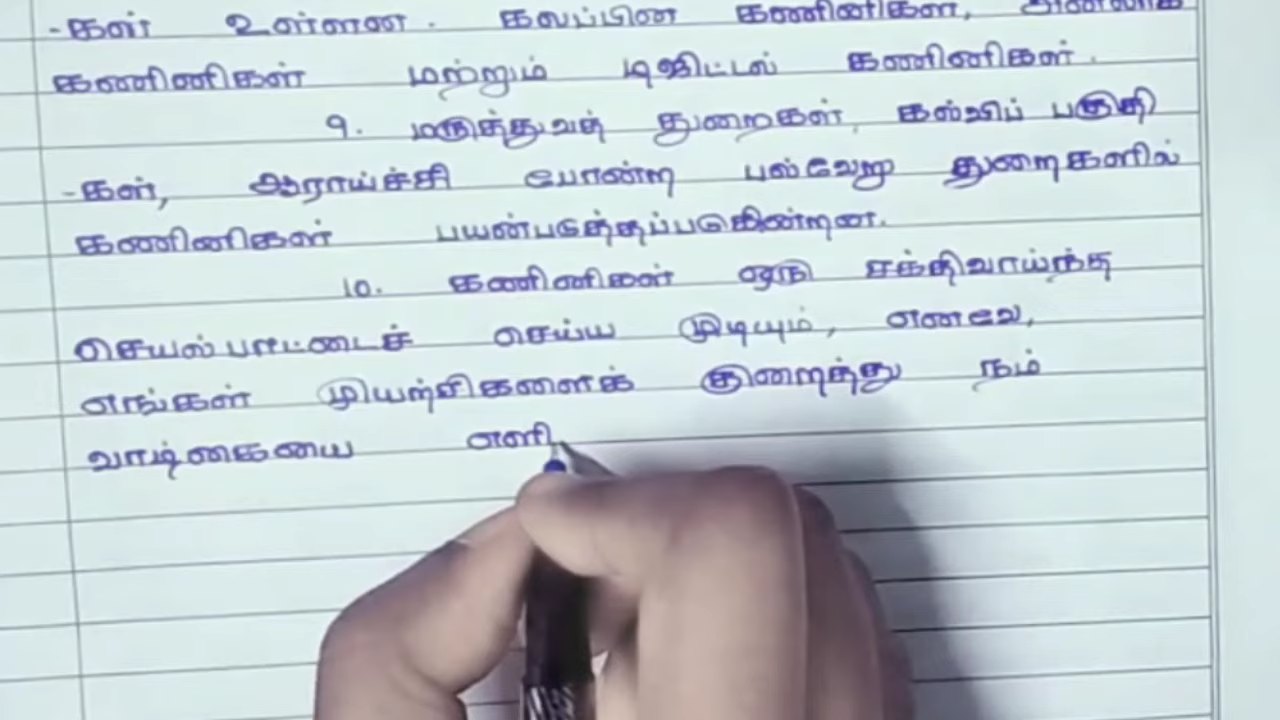 -கள் உள்ளன. கலப்பின கணினிகள், அனலாக்
கணினிகள் மற்றும் டிஜிட்டல் கணினிகள்.
9. மருத்துவத் துறைகள், கல்விப் பகுதி
-கள், ஆராய்ச்சி போன்ற பல்வேறு துறைகளில்
கணினிகள் பயன்படுத்தப்படுகின்றன.
10. கணினிகள் ஒரு சக்திவாய்ந்த
செயல்பாட்டைச் செய்ய முடியும், எனவே,
எங்கள் முயற்சிகளைக் குறைத்து நம்
வாழ்கையை எளி